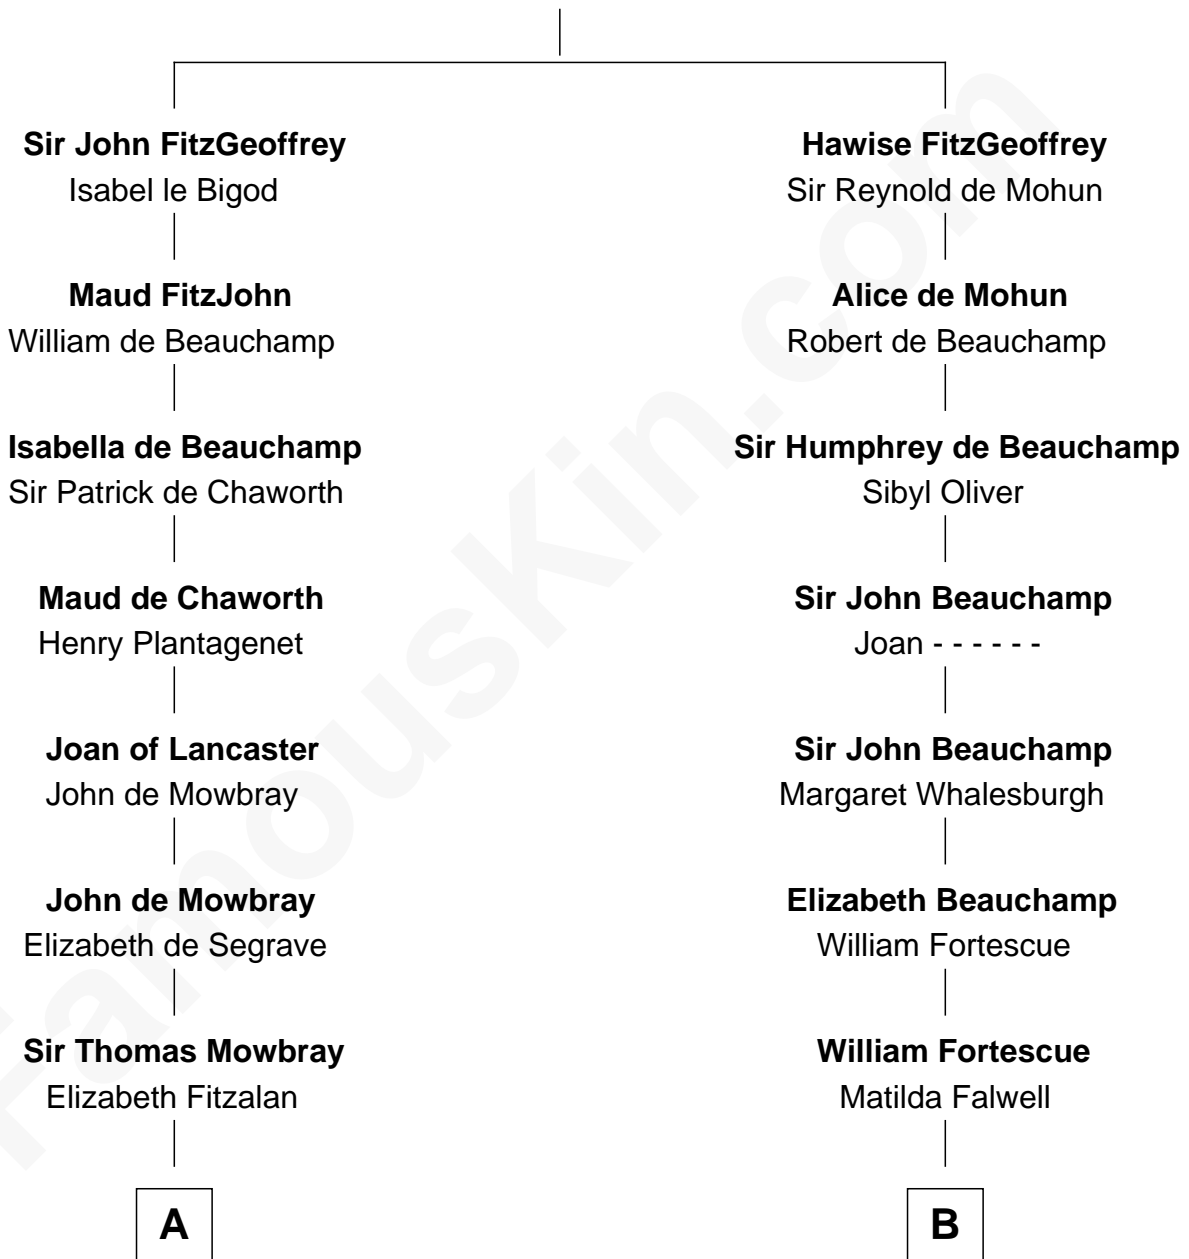 Sir John FitzGeoffrey
Isabel le Bigod
Maud FitzJohn
William de Beauchamp
Isabella de Beauchamp
Sir Patrick de Chaworth
Maud de Chaworth
Henry Plantagenet
Joan of Lancaster
John de Mowbray
John de Mowbray
Elizabeth de Segrave
Sir Thomas Mowbray
Elizabeth Fitzalan
A
Hawise FitzGeoffrey
Sir Reynold de Mohun
Alice de Mohun
Robert de Beauchamp
Sir Humphrey de Beauchamp
Sibyl Oliver
Sir John Beauchamp
Joan - - - - - -
Sir John Beauchamp
Margaret Whalesburgh
Elizabeth Beauchamp
William Fortescue
William Fortescue
Matilda Falwell
B
FamousKin.com